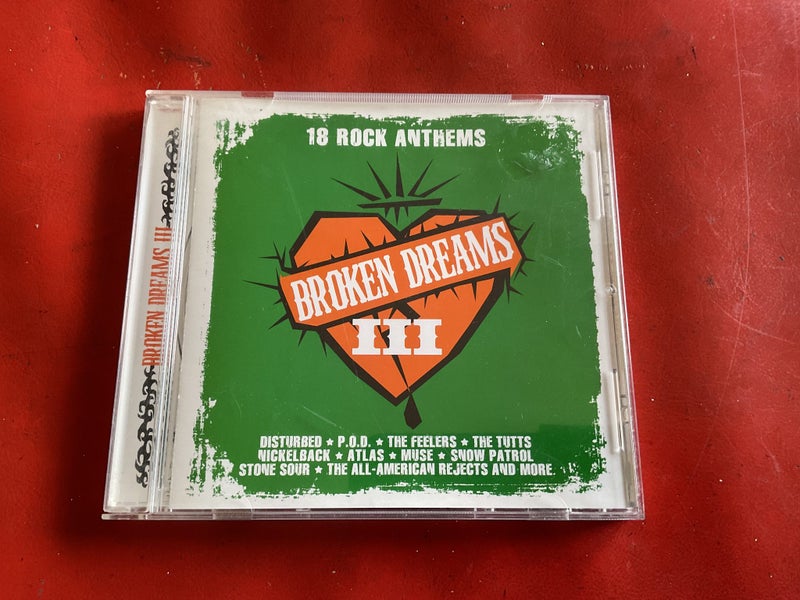 18 ROCK ANTHEMS
BROKEN DREAMS
III
DISTURBED ★ P.O.D. ★ THE FEELERS ★ THE TUTTS
NICKELBACK ★ ATLAS ★ MUSE ★ SNOW PATROL
STONE SOUR ★ THE ALL-AMERICAN REJECTS AND MORE
BROKEN DREAMS III